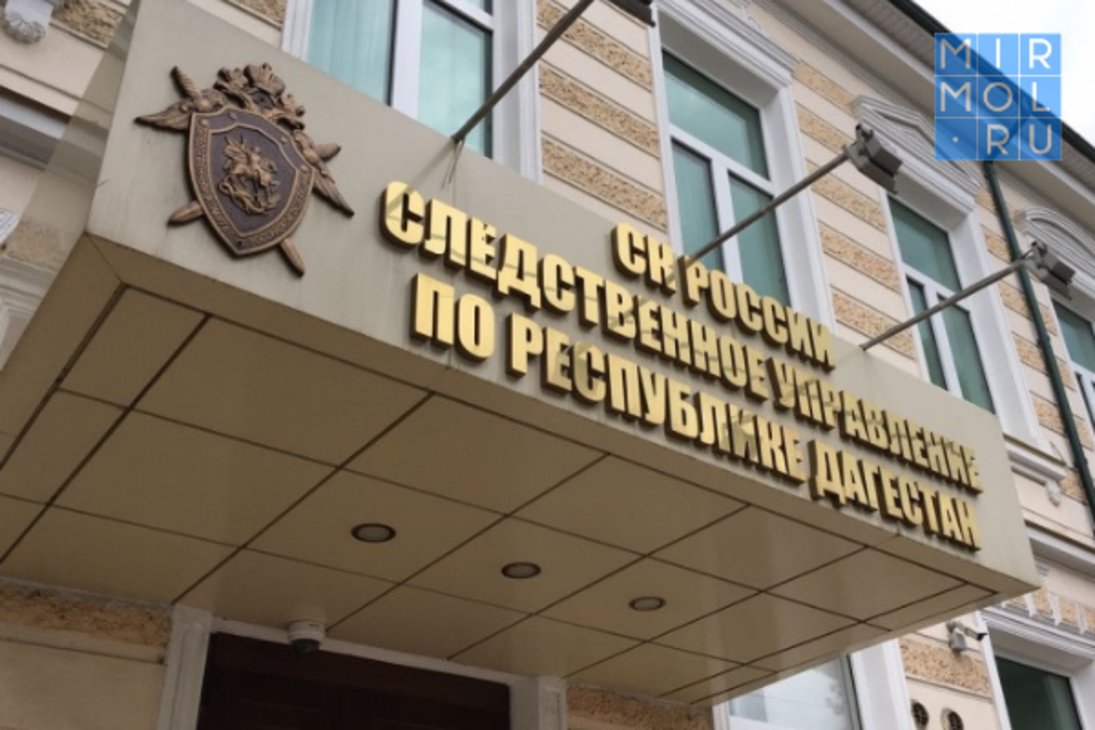 СК РОССИИ
СЛЕДСТВЕННОЕ УПРАВЛЕНИЕ
ПО РЕСПУБЛИКЕ ДАГЕСТАН
MIR
MOL
.RU